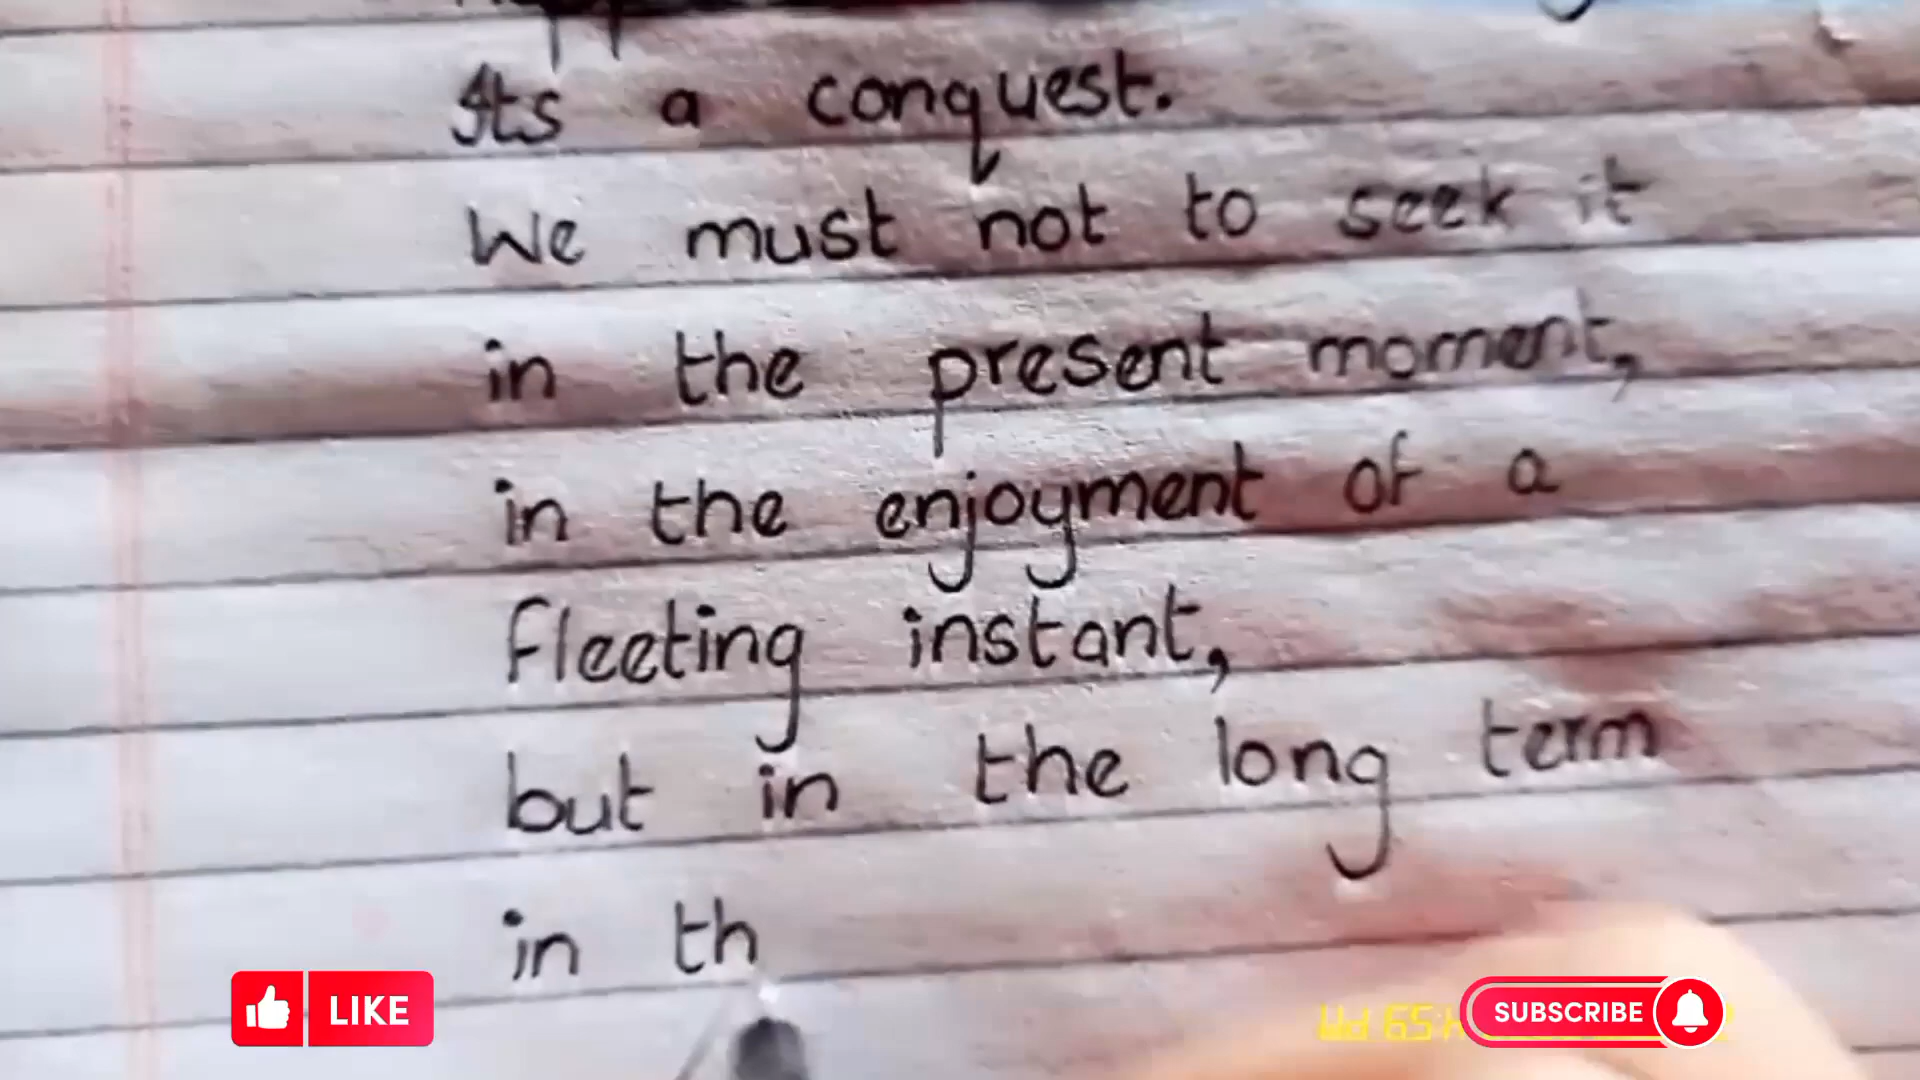 Its a conquest.
We must not to seek it
in the present moment,
in the enjoyment of a
fleeting instant,
but in the long term
in th
LIKE
SUBSCRIBE